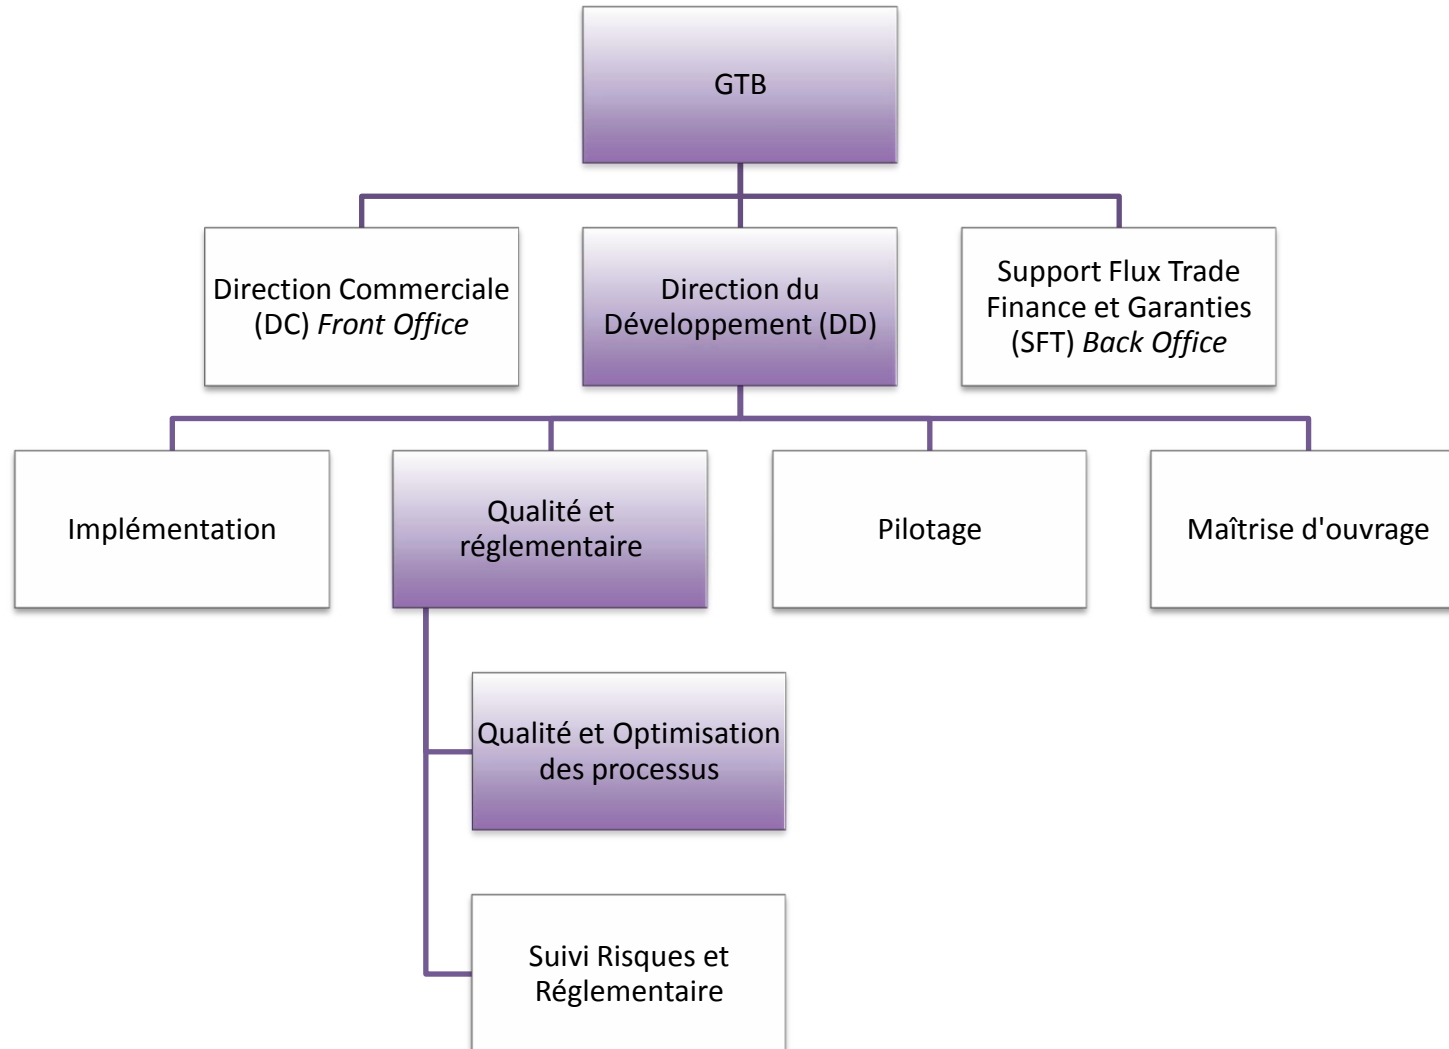 GTB
Direction Commerciale
(DC) Front Office
Direction du
Développement (DD)
Support Flux Trade
Finance et Garanties
(SFT) Back Office
Implémentation
Qualité et
réglementaire
Pilotage
Maîtrise d'ouvrage
Qualité et Optimisation
des processus
Suivi Risques et
Réglementaire